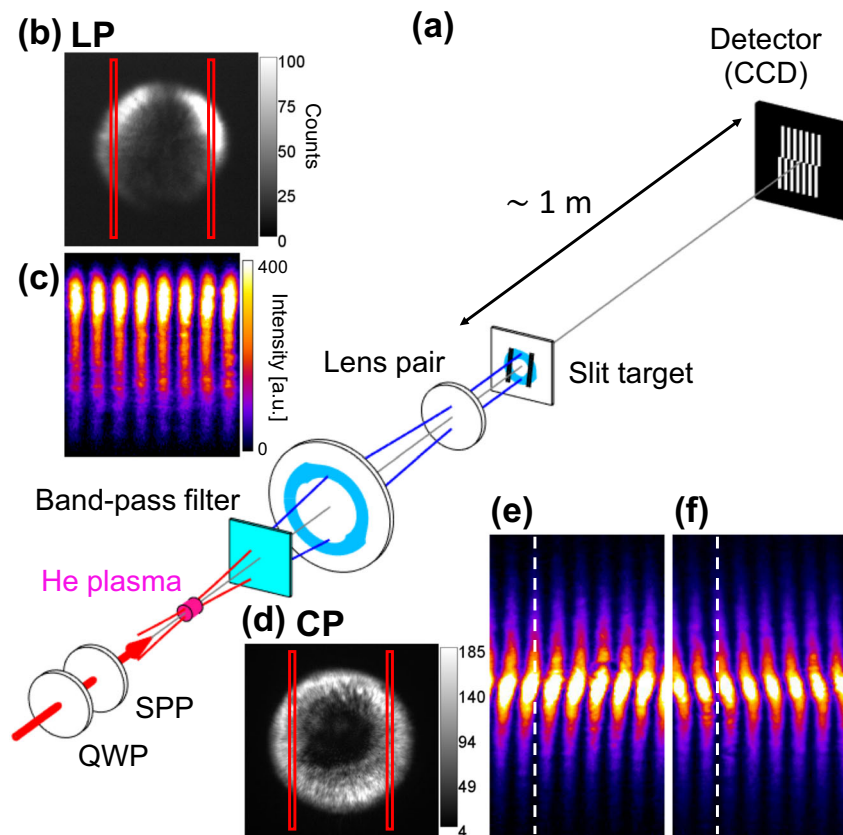 (a)
(b) LP
100
75
50
25
0
Counts
Detector
(CCD)
~ 1 m
(c)
400
Intensity [a.u.]
0
Lens pair
Slit target
Band-pass filter
He plasma
SPP
QWP
(d) CP
185
140
94
49
4
(e)
(f)